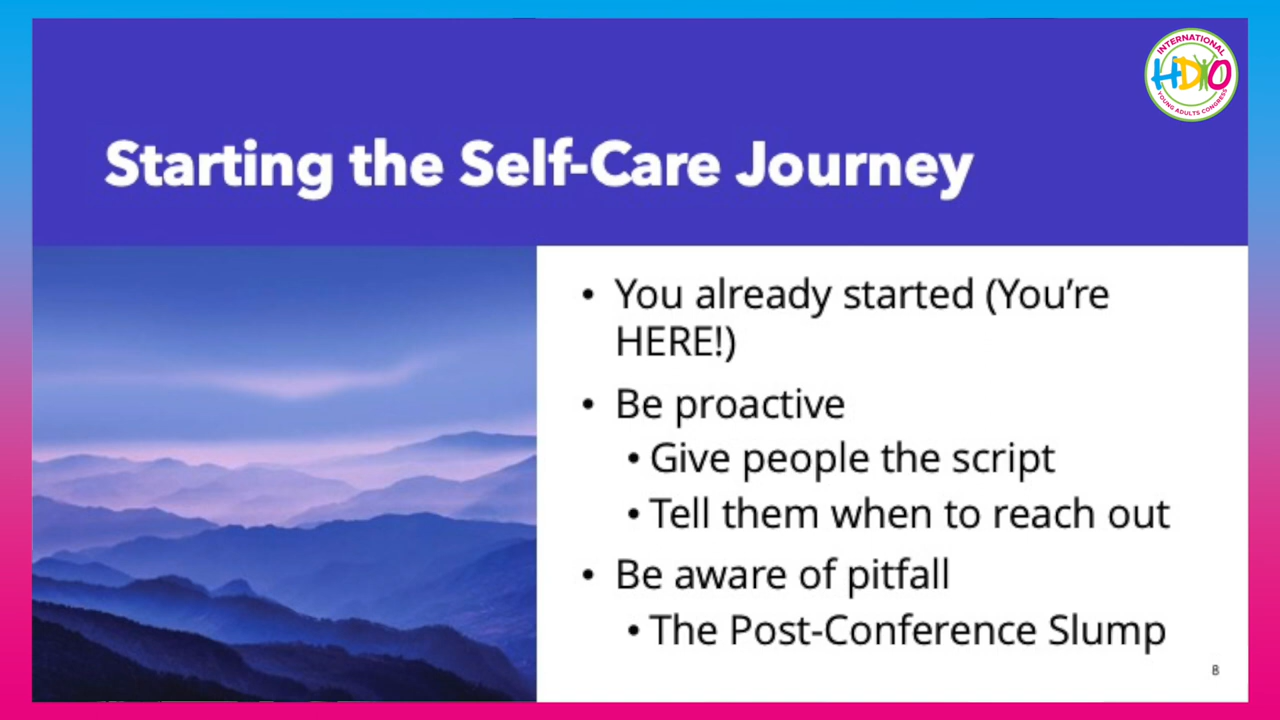 INTERNATIONAL
HDYO
YOUNG ADULTS CONGRESS
Starting the Self-Care Journey
• You already started (You’re
HERE!)
• Be proactive
• Give people the script
• Tell them when to reach out
• Be aware of pitfall
• The Post-Conference Slump
8